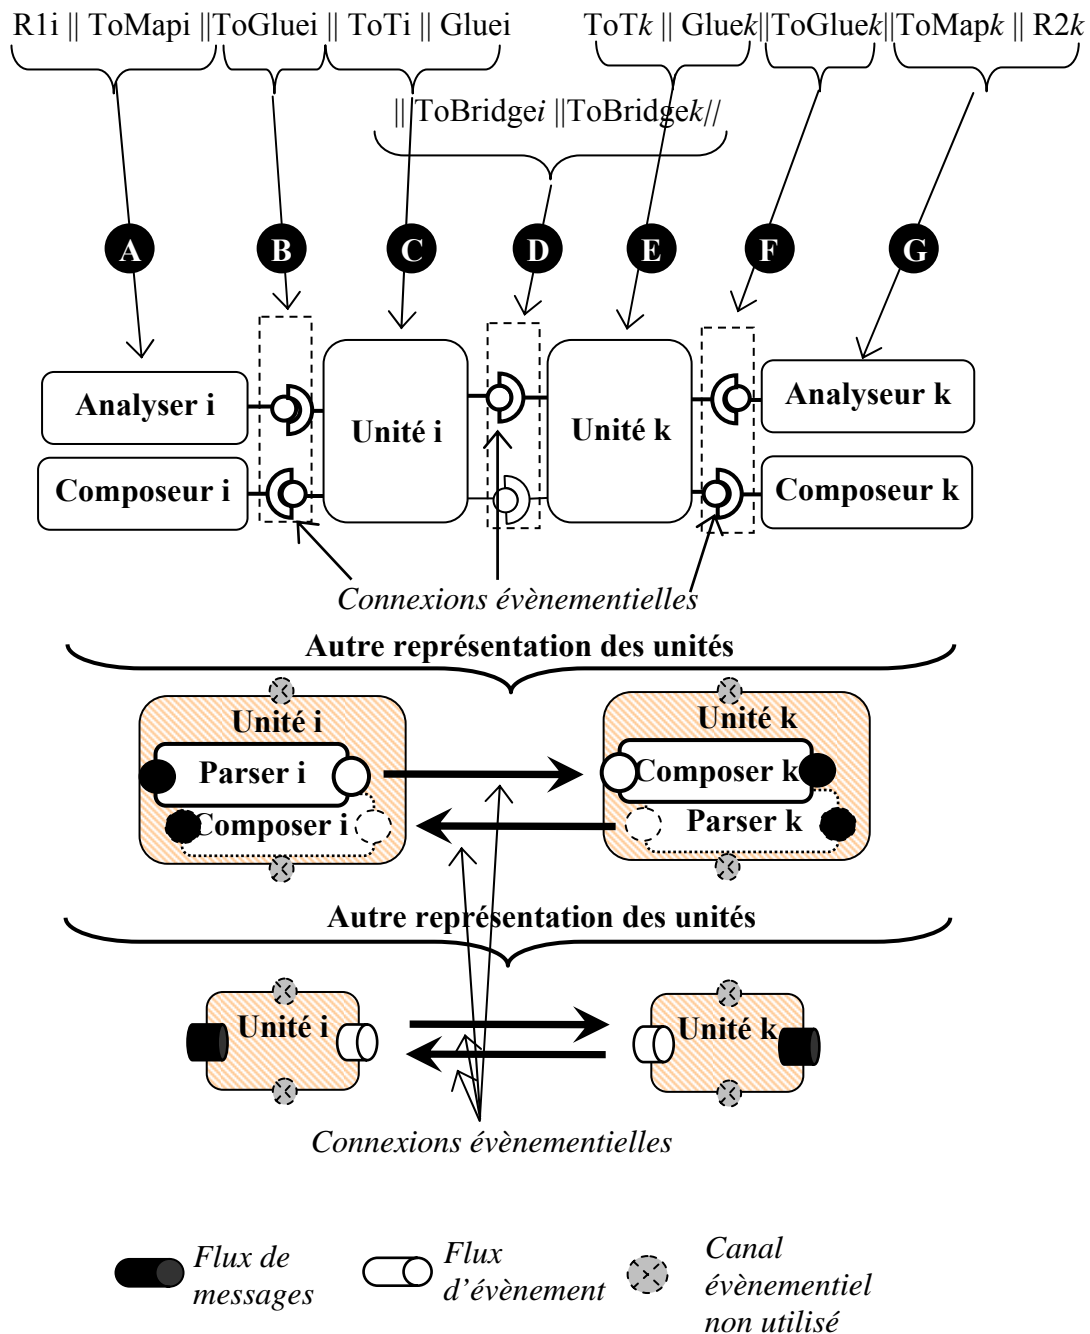 R1i || ToMapi ||ToGluei || ToTi || Gluei
ToTk || Gluek||ToGluek||ToMapk || R2k
|| ToBridgei ||ToBridgek//
A B C D E F G
Analyser i
Composeur i
Unité i
Unité k
Analyseur k
Composeur k
Connexions évènementielles
Autre représentation des unités
Unité i
Parser i
Composer i
Unité k
Composer k
Parser k
Autre représentation des unités
Unité i
Unité k
Connexions évènementielles
Flux de
messages
Flux
d'évènement
Canal
évènementiel
non utilisé